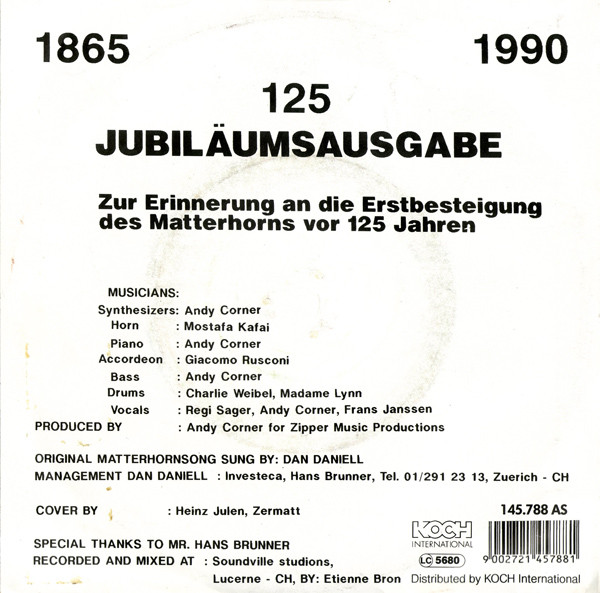 1865 1990
125
JUBILÄUMSAUSGABE
Zur Erinnerung an die Erstbesteigung
des Matterhorns vor 125 Jahren
MUSICIANS:
Synthesizers: Andy Corner
Horn : Mostafa Kafai
Piano : Andy Corner
Accordeon : Giacomo Rusconi
Bass : Andy Corner
Drums : Charlie Weibel, Madame Lynn
Vocals : Regi Sager, Andy Corner, Frans Janssen
PRODUCED BY : Andy Corner for Zipper Music Productions
ORIGINAL MATTERHORNSONG SUNG BY: DAN DANIELL
MANAGEMENT DAN DANIELL : Investeca, Hans Brunner, Tel. 01/291 23 13, Zuerich - CH
COVER BY : Heinz Julen, Zermatt
145.788 AS
KOCH
INTERNATIONAL
SPECIAL THANKS TO MR. HANS BRUNNER
LC 5680
9 002721 457881
RECORDED AND MIXED AT : Soundville studions,
Lucerne - CH, BY: Etienne Bron
Distributed by KOCH International